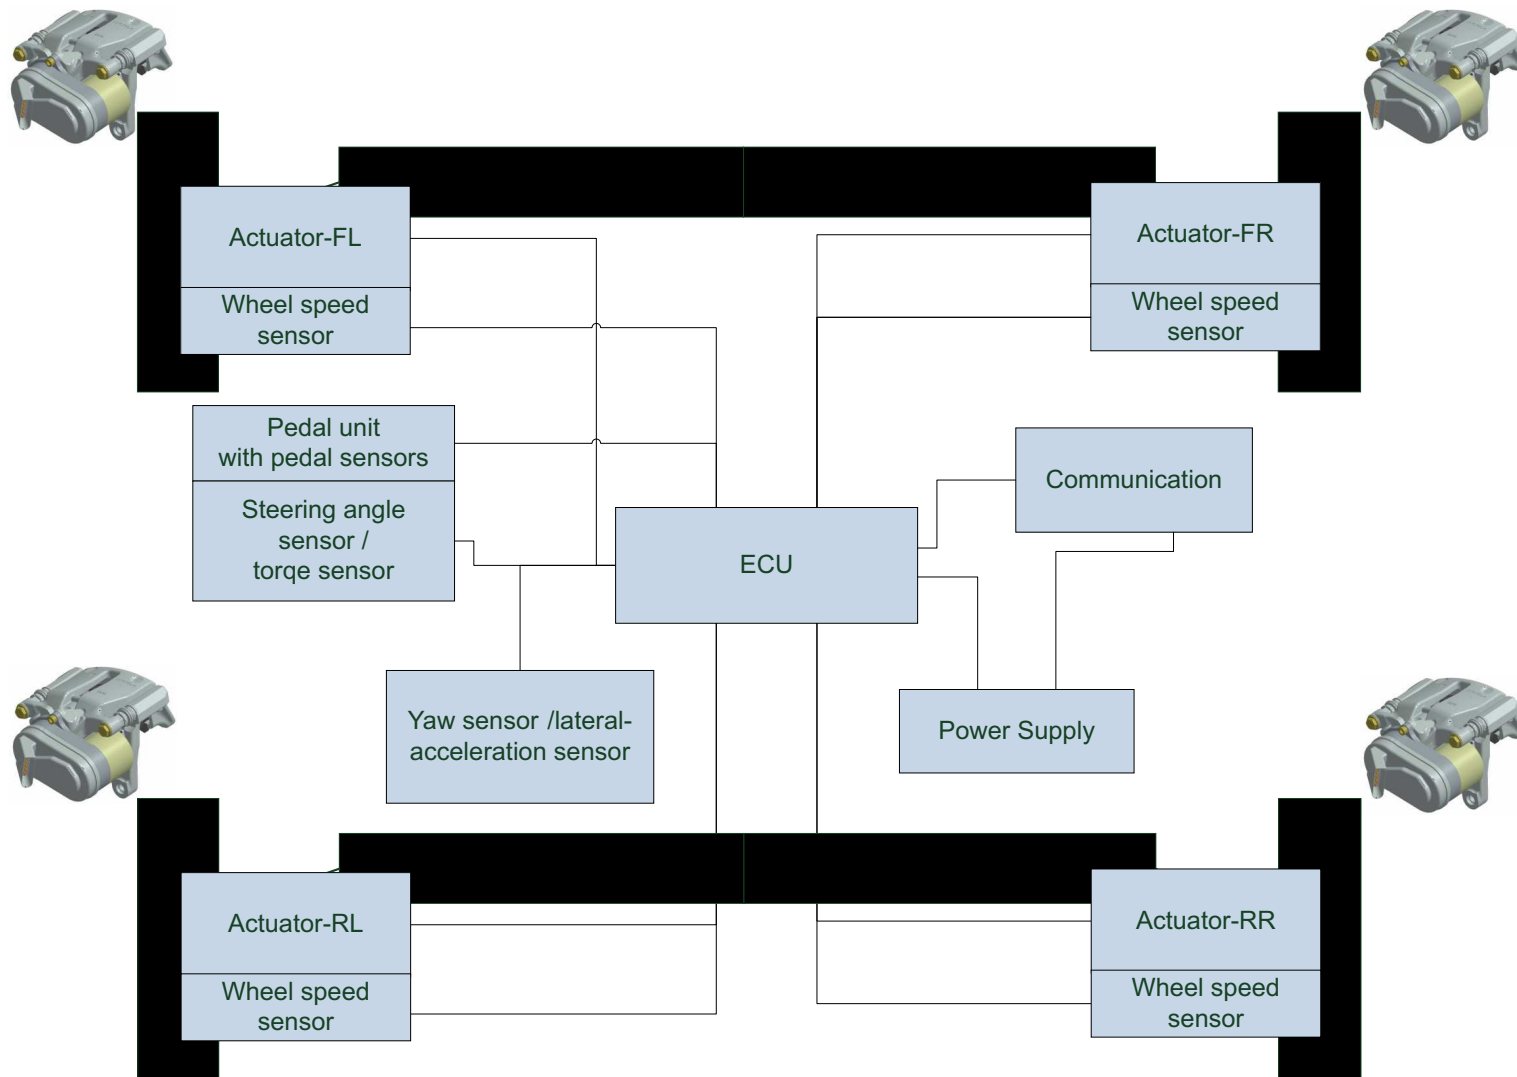 Actuator-FL
Wheel speed
sensor
Actuator-FR
Wheel speed
sensor
Pedal unit
with pedal sensors
Steering angle
sensor /
torqe sensor
Communication
ECU
Yaw sensor /lateral-
acceleration sensor
Power Supply
Actuator-RL
Wheel speed
sensor
Actuator-RR
Wheel speed
sensor